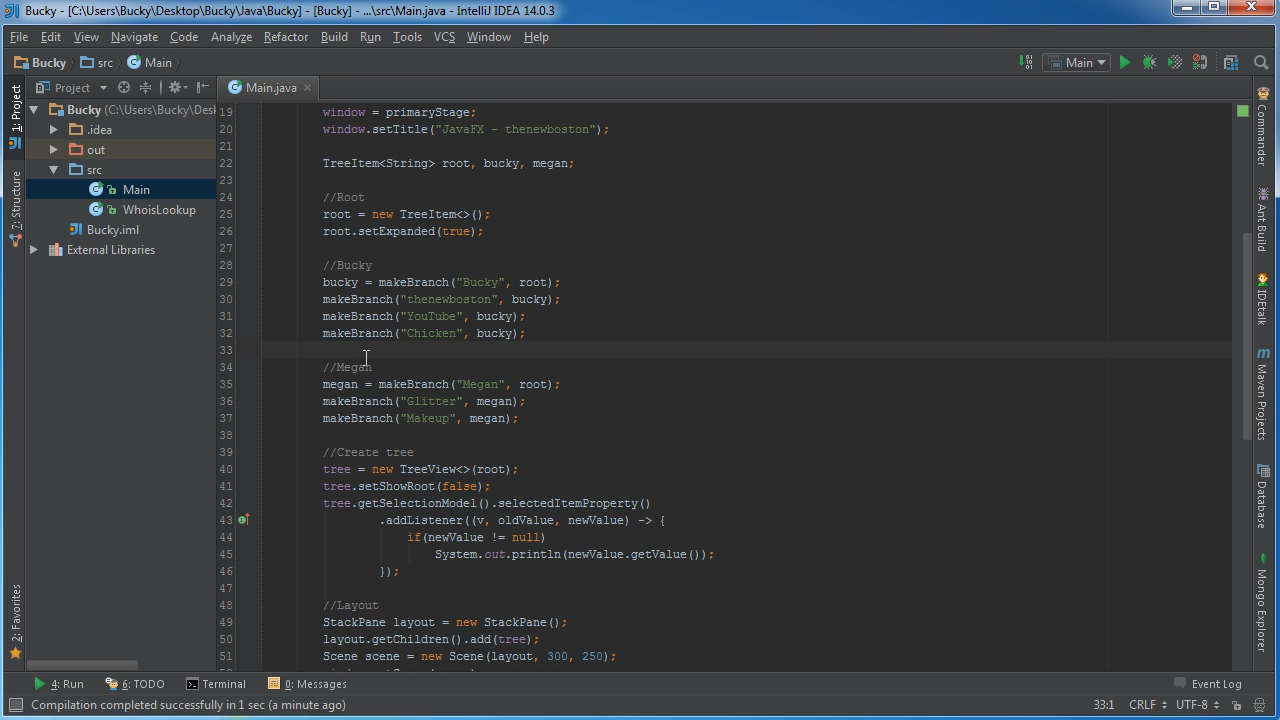 Bucky - [C:\Users\Bucky\Desktop\Bucky\Java\Bucky] - [Bucky] - ...\src\Main.java - IntelliJ IDEA 14.0.3
File Edit View Navigate Code Analyze Refactor Build Run Tools VCS Window Help
Bucky src Main
Main
Project
Main.java
1: Project
7: Structure
2: Favorites
Bucky (C:\Users\Bucky\Des
.idea
out
src
Main
WhoisLookup
Bucky.iml
External Libraries
19 window = primaryStage;
20 window.setTitle("JavaFX - thenewboston");
21
22 TreeItem<String> root, bucky, megan;
23
24 //Root
25 root = new TreeItem<>();
26 root.setExpanded(true);
27
28 //Bucky
29 bucky = makeBranch("Bucky", root);
30 makeBranch("thenewboston", bucky);
31 makeBranch("YouTube", bucky);
32 makeBranch("Chicken", bucky);
33
34 //Megan
35 megan = makeBranch("Megan", root);
36 makeBranch("Glitter", megan);
37 makeBranch("Makeup", megan);
38
39 //Create tree
40 tree = new TreeView<>(root);
41 tree.setShowRoot(false);
42 tree.getSelectionModel().selectedItemProperty()
43 .addListener((v, oldValue, newValue) -> {
44 if(newValue != null)
45 System.out.println(newValue.getValue());
46 });
47
48 //Layout
49 StackPane layout = new StackPane();
50 layout.getChildren().add(tree);
51 Scene scene = new Scene(layout, 300, 250);
Commander
Ant Build
IDEtalk
Maven Projects
Database
Mongo Explorer
4: Run 6: TODO Terminal 0: Messages Event Log
Compilation completed successfully in 1 sec (a minute ago) 33:1 CRLF UTF-8